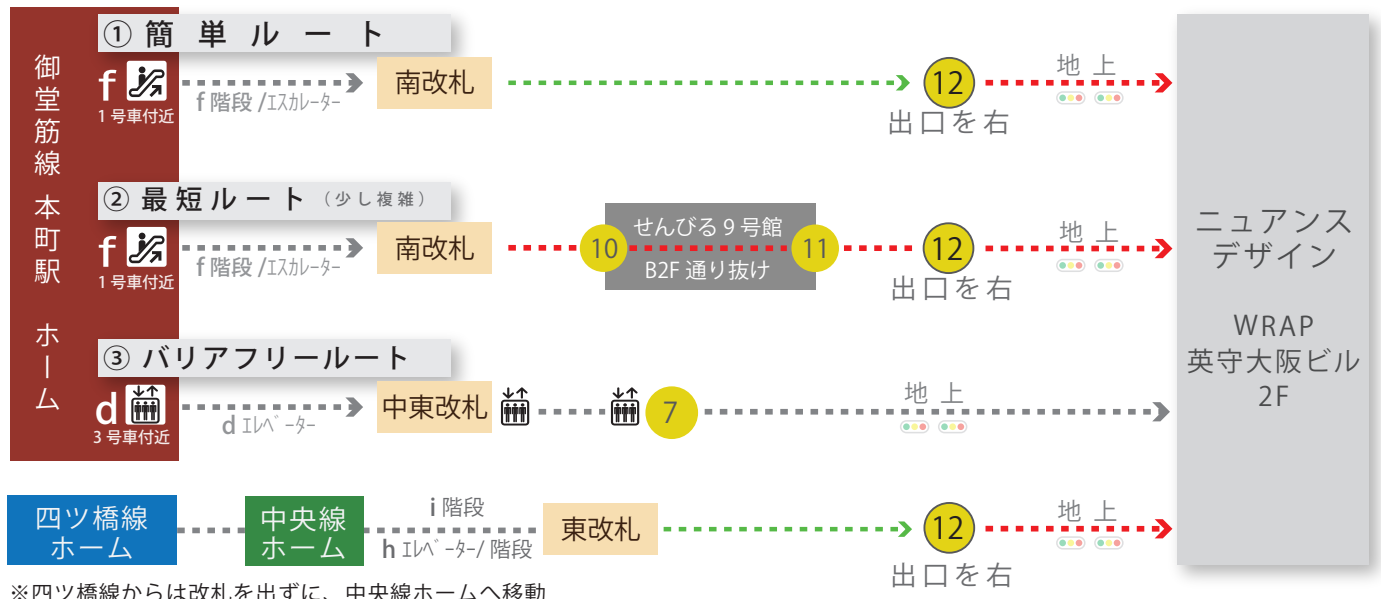 御堂筋線 本町駅 ホーム
① 簡単ルート
f
1号車付近
f 階段 /エスカレーター
南改札
12
出口を右
地上
② 最短ルート（少し複雑）
f
1号車付近
f 階段 /エスカレーター
南改札
10
せんびる9号館
B2F 通り抜け
11
12
出口を右
地上
③ バリアフリールート
d
3号車付近
d エレベーター
中東改札
7
地上
四ツ橋線
ホーム
中央線
ホーム
i 階段
h エレベーター/ 階段
東改札
12
出口を右
地上
ニュアンス
デザイン
WRAP
英守大阪ビル
2F
※四ツ橋線からは改札を出ずに、中央線ホームへ移動